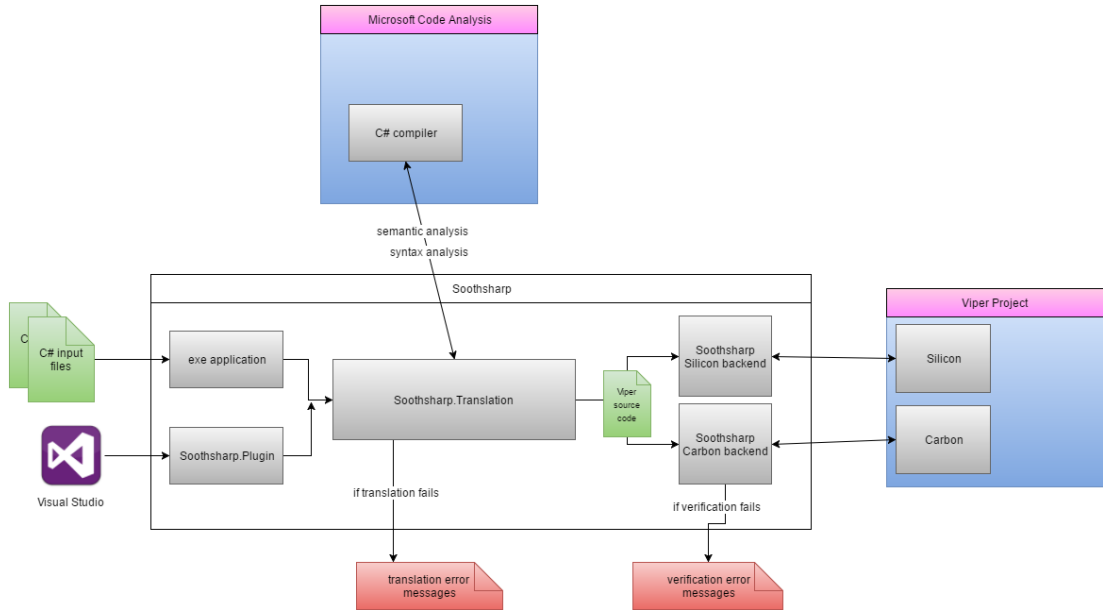 Microsoft Code Analysis
C# compiler
semantic analysis
syntax analysis
Soothsharp
C
C# input
files
exe application
Soothsharp.Translation
Viper
source
code
Soothsharp
Silicon backend
Viper Project
Silicon
Soothsharp.Plugin
Visual Studio
Soothsharp
Carbon backend
Carbon
if translation fails
if verification fails
translation error
messages
verification error
messages